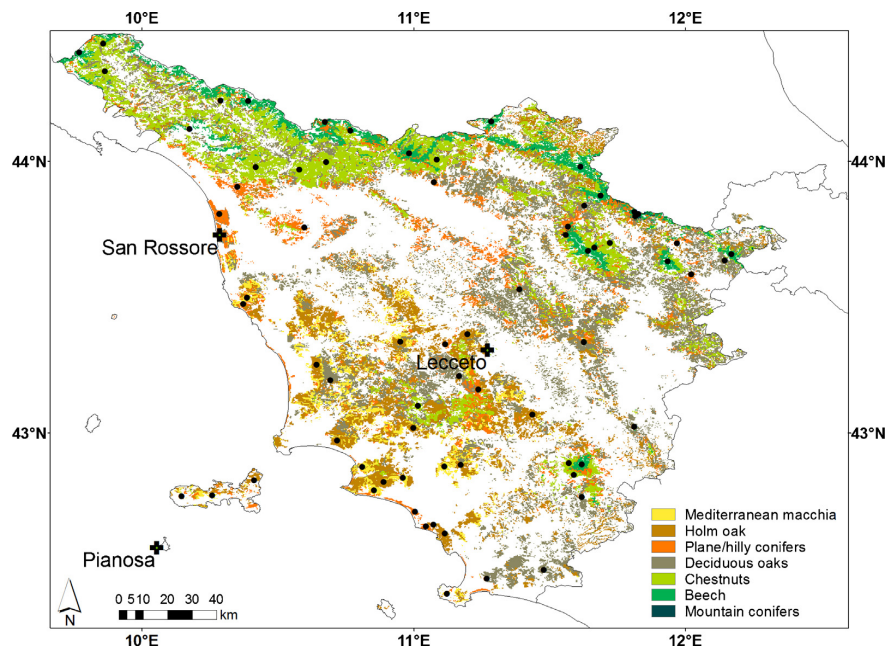 10°E 11°E 12°E
44°N 44°N
San Rossore
Lecceto
43°N 43°N
Mediterranean macchia
Holm oak
Plane/hilly conifers
Deciduous oaks
Chestnuts
Beech
Mountain conifers
Pianosa
0 5 10 20 30 40
km
N
10°E 11°E 12°E